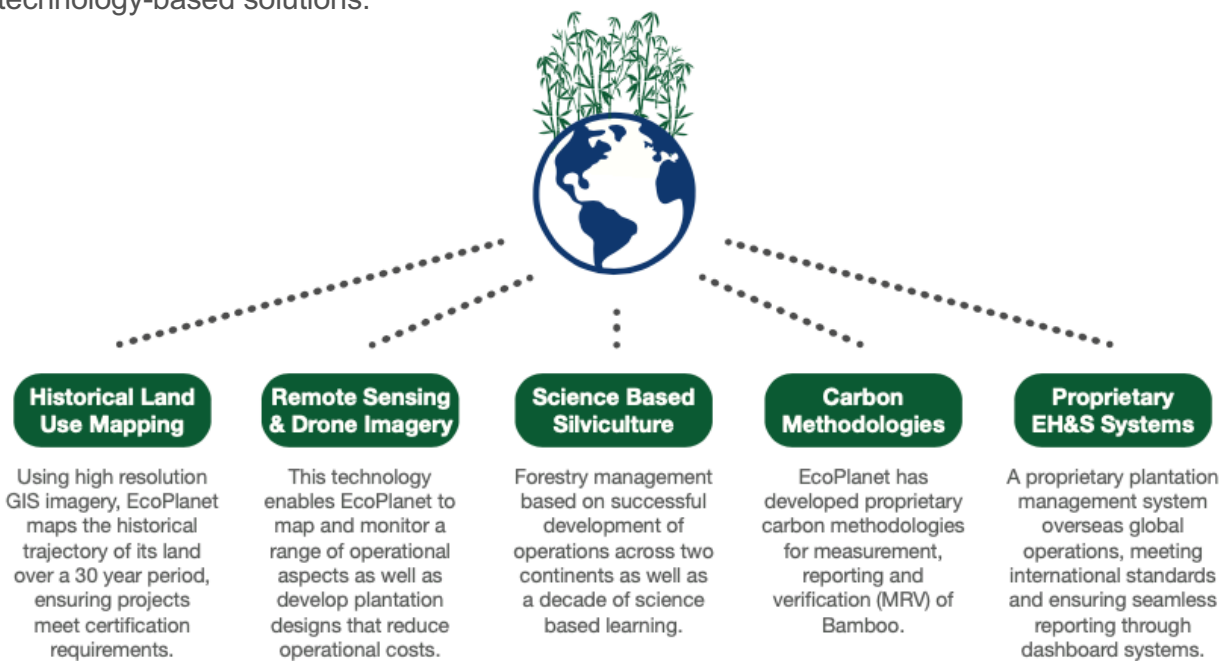 technology-based solutions.
Historical Land
Use Mapping
Using high resolution
GIS imagery, EcoPlanet
maps the historical
trajectory of its land
over a 30 year period,
ensuring projects
meet certification
requirements.
Remote Sensing
& Drone Imagery
This technology
enables EcoPlanet to
map and monitor a
range of operational
aspects as well as
develop plantation
designs that reduce
operational costs.
Science Based
Silviculture
Forestry management
based on successful
development of
operations across two
continents as well as
a decade of science
based learning.
Carbon
Methodologies
EcoPlanet has
developed proprietary
carbon methodologies
for measurement,
reporting and
verification (MRV) of
Bamboo.
Proprietary
EH&S Systems
A proprietary plantation
management system
overseas global
operations, meeting
international standards
and ensuring seamless
reporting through
dashboard systems.